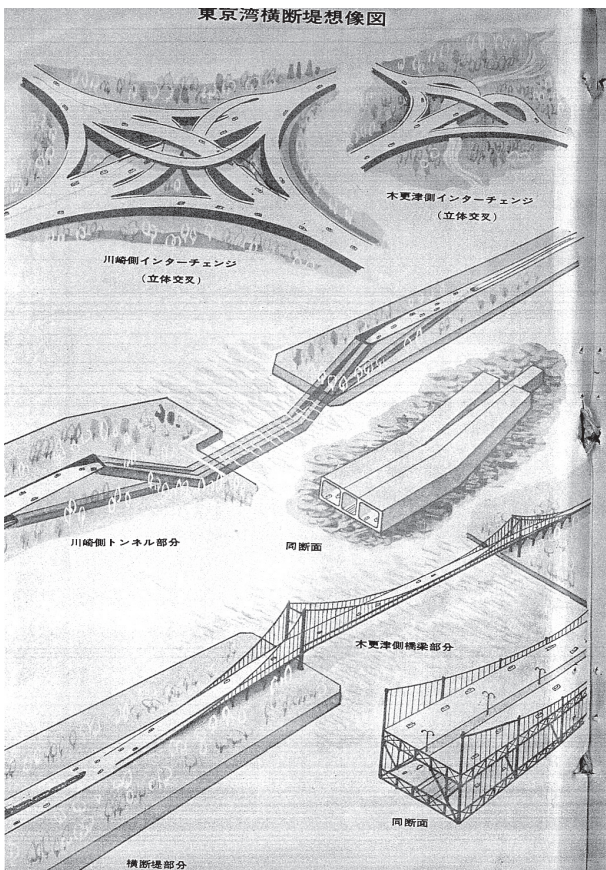 東京湾横断堤想像図
木更津側インターチェンジ
(立体交叉)
川崎側インターチェンジ
(立体交叉)
川崎側トンネル部分
同断面
木更津側橋梁部分
同断面
横断堤部分